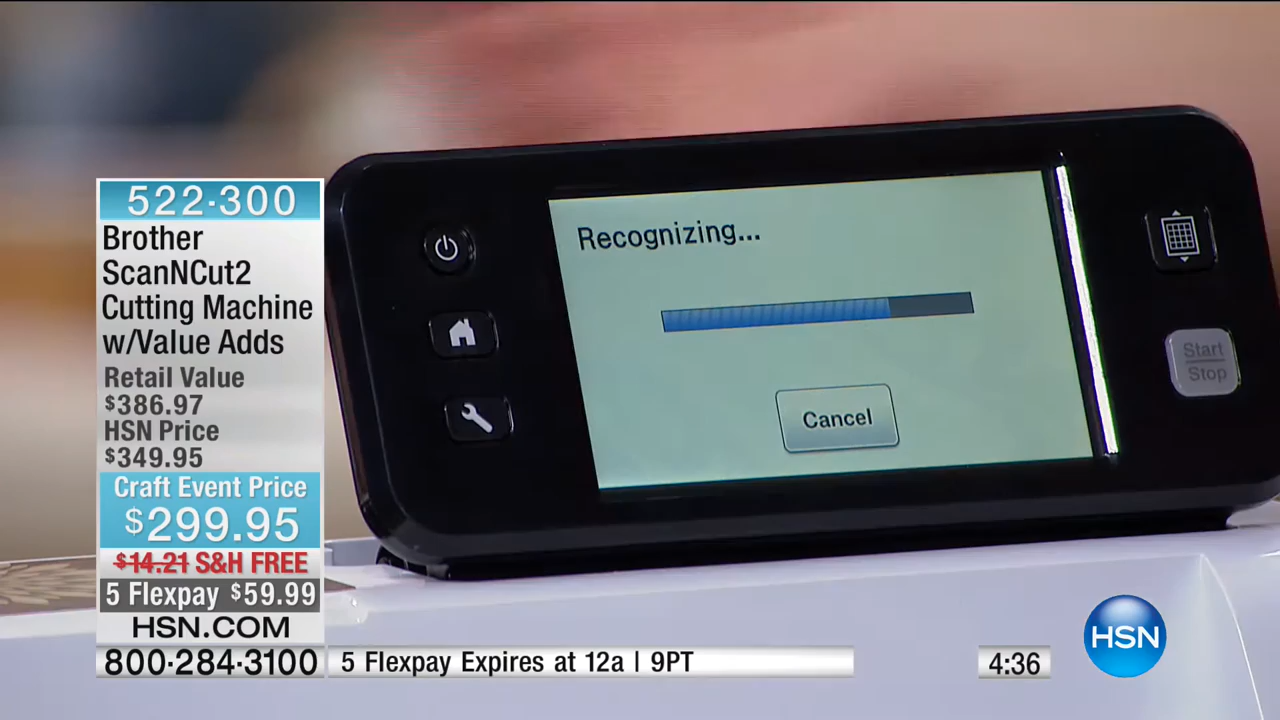 522-300
Brother
ScanNCut2
Cutting Machine
w/Value Adds
Retail Value
$386.97
HSN Price
$349.95
Craft Event Price
$299.95
$14.21 S&H FREE
5 Flexpay $59.99
HSN.COM
800-284-3100
5 Flexpay Expires at 12a | 9PT
4:36
HSN
Recognizing...
Cancel
Start
Stop